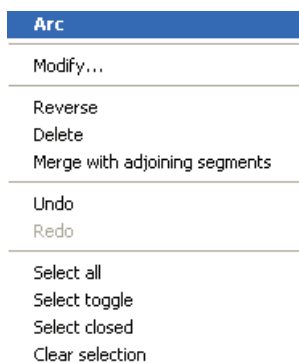 Arc
Modify...
Reverse
Delete
Merge with adjoining segments
Undo
Redo
Select all
Select toggle
Select closed
Clear selection